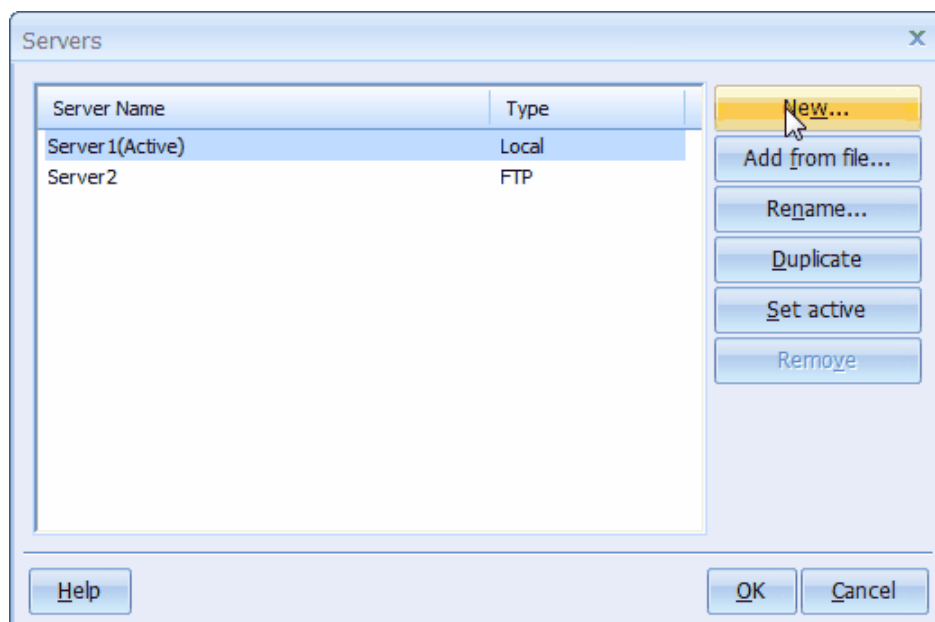 Servers
Server Name Type
Server1(Active) Local
Server2 FTP
New...
Add from file...
Rename...
Duplicate
Set active
Remove
Help
OK
Cancel